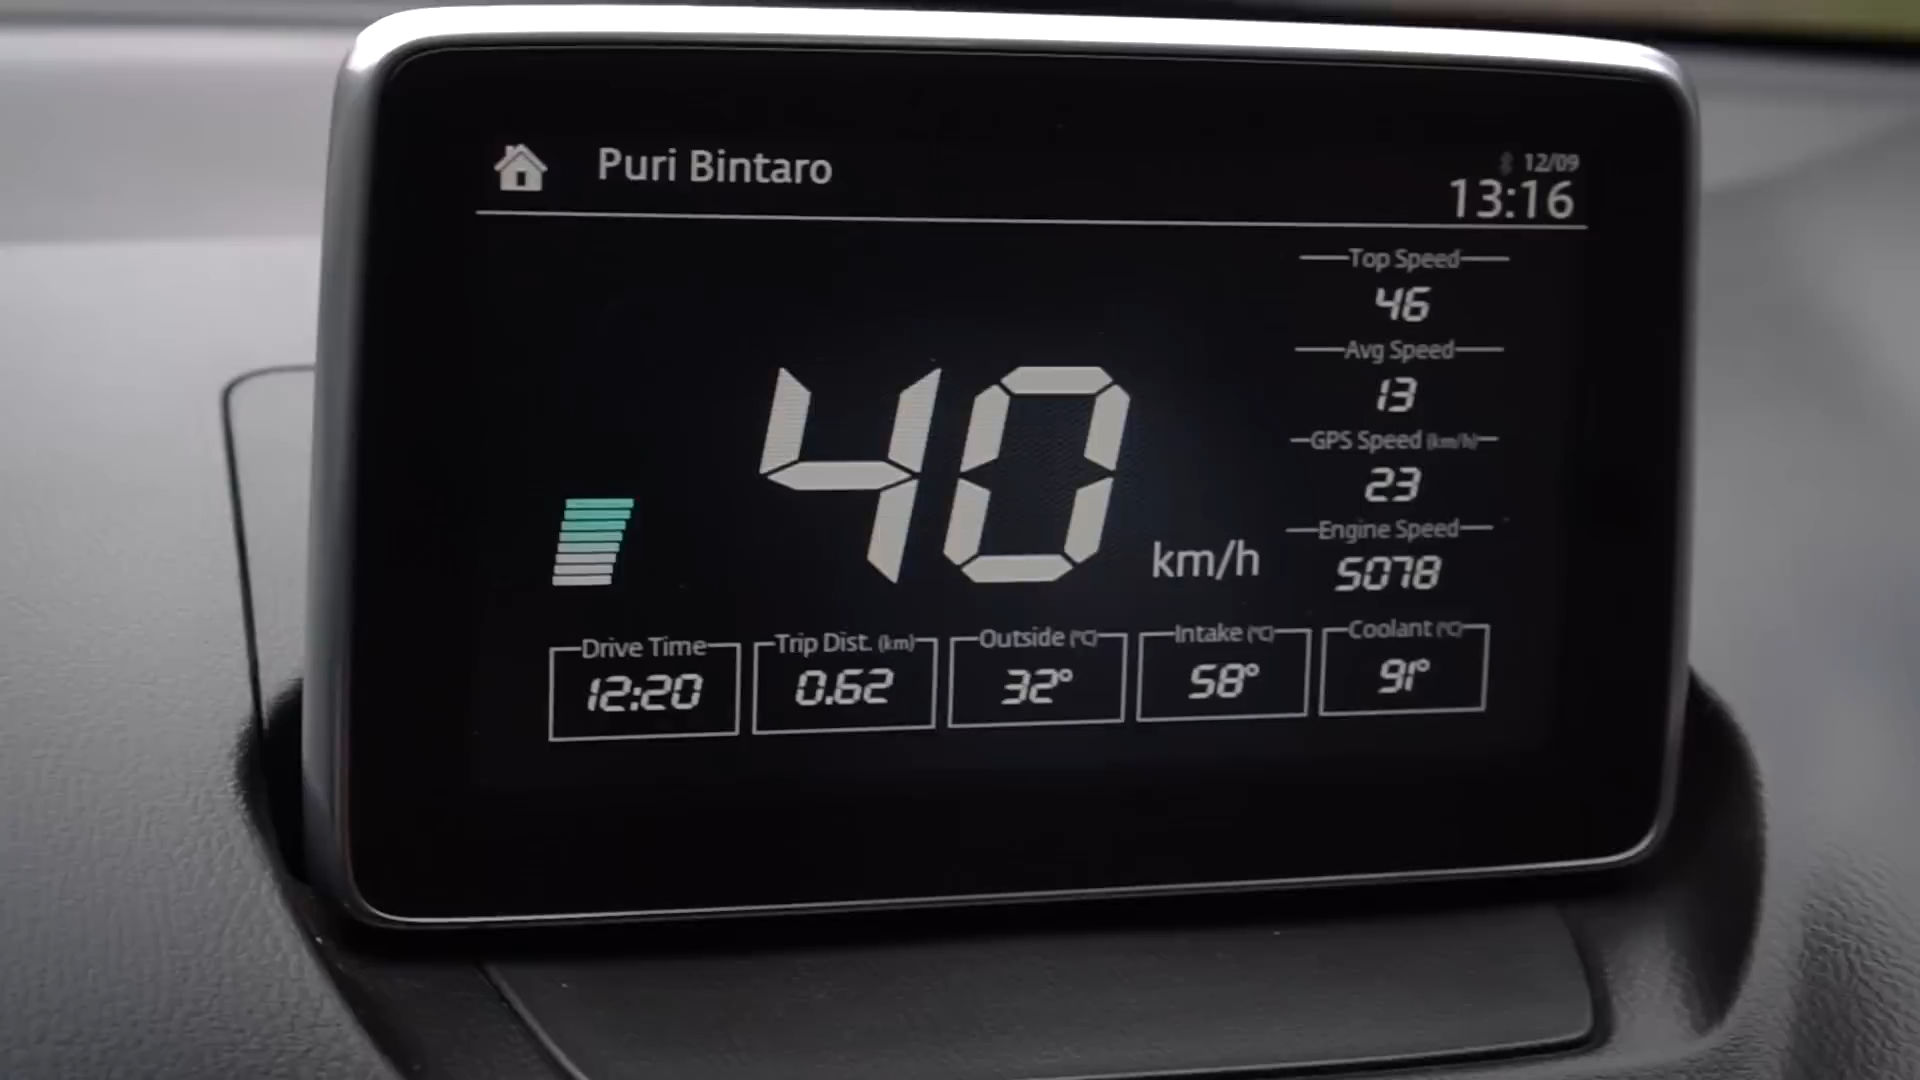 Puri Bintaro
12/09
13:16
Top Speed
46
Avg Speed
13
GPS Speed (km/h)
23
Engine Speed
5078
40 km/h
Drive Time
12:20
Trip Dist. (km)
0.62
Outside (°C)
32°
Intake (°C)
58°
Coolant (°C)
91°